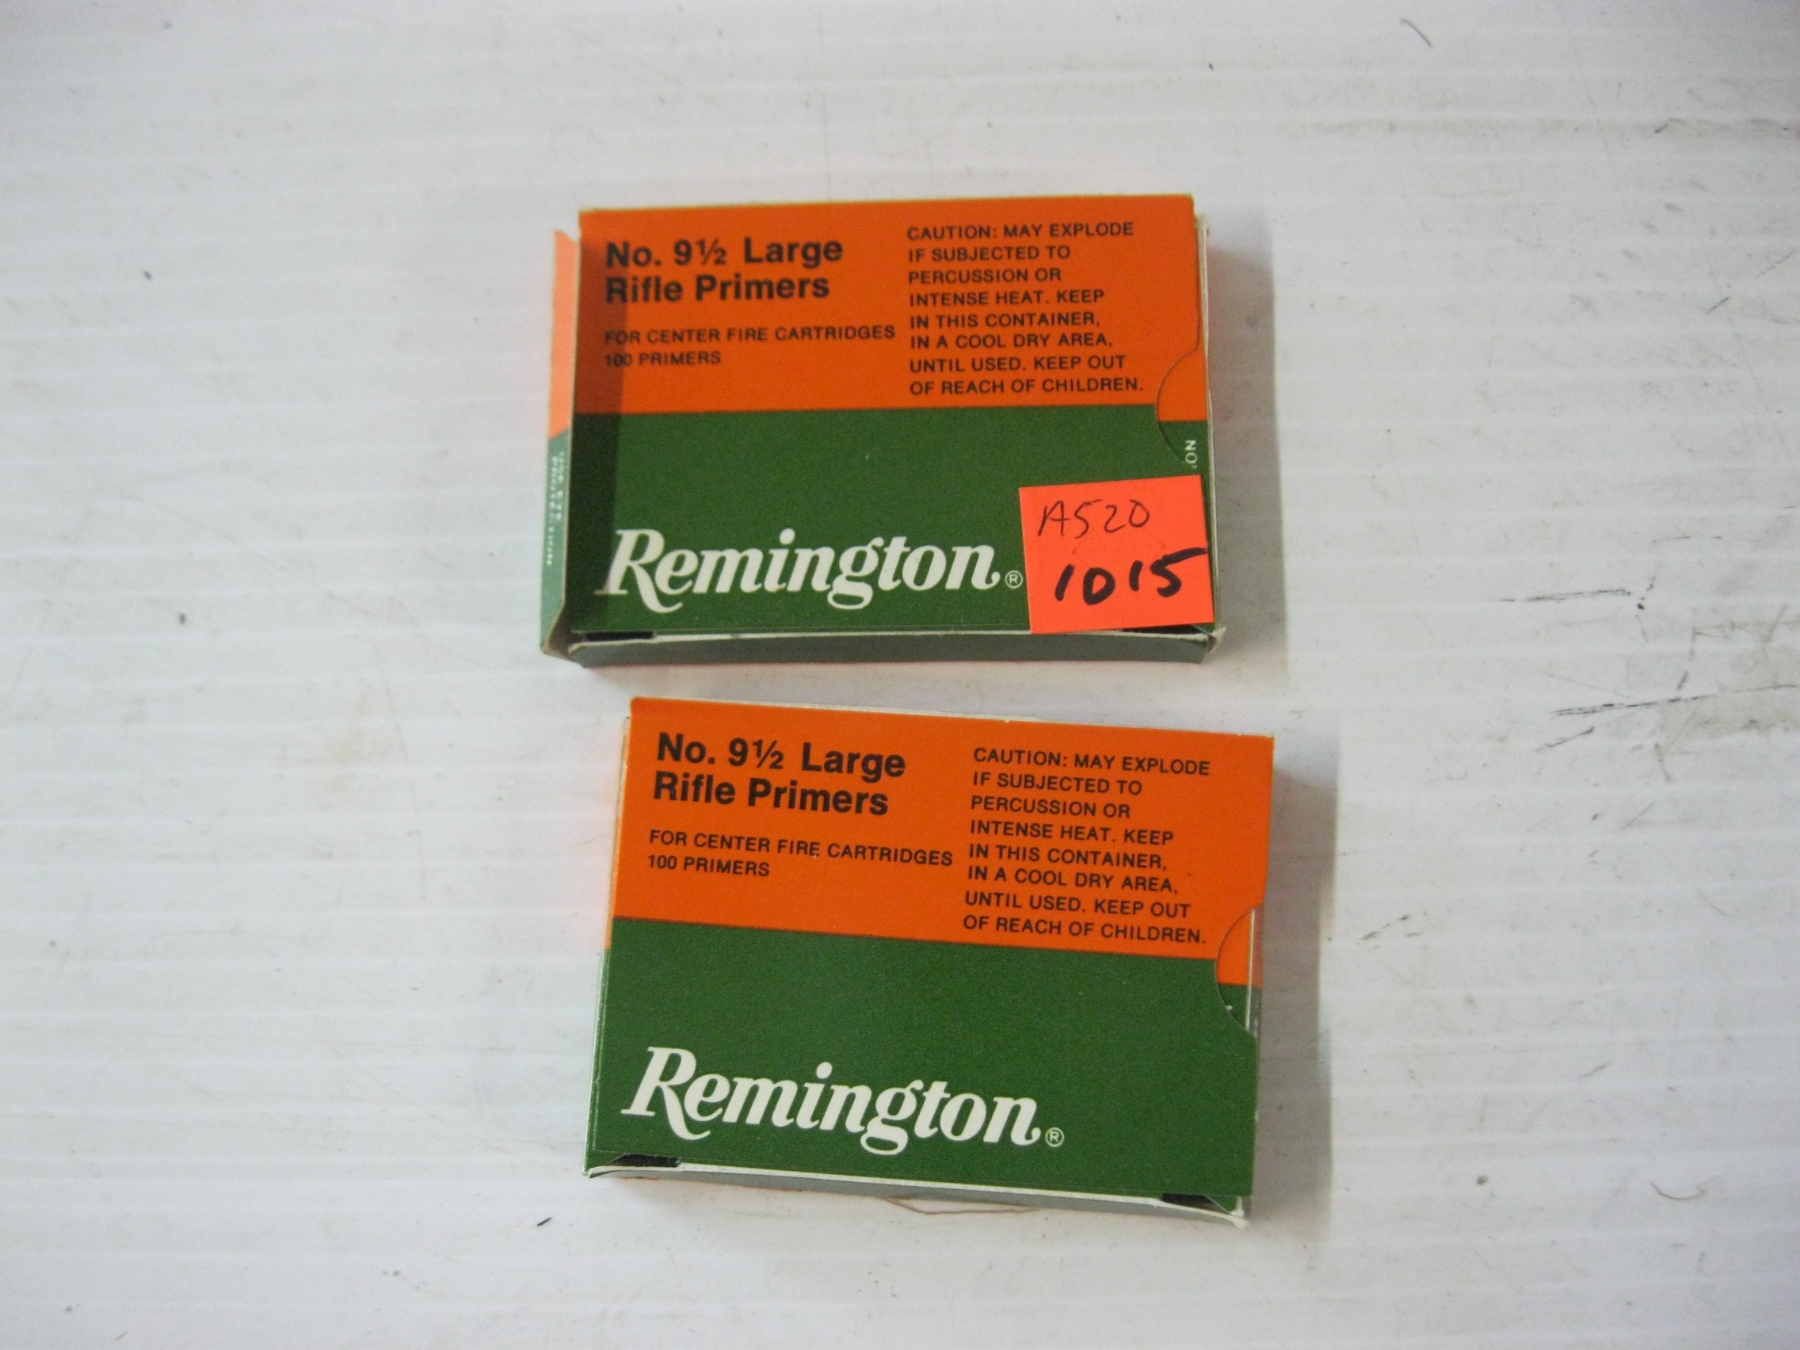 No. 9½ Large
Rifle Primers
FOR CENTER FIRE CARTRIDGES
100 PRIMERS
CAUTION: MAY EXPLODE
IF SUBJECTED TO
PERCUSSION OR
INTENSE HEAT. KEEP
IN THIS CONTAINER,
IN A COOL DRY AREA,
UNTIL USED. KEEP OUT
OF REACH OF CHILDREN.
USE EYE
PROTECTION
NO
Remington®
A520
1015
No. 9½ Large
Rifle Primers
FOR CENTER FIRE CARTRIDGES
100 PRIMERS
CAUTION: MAY EXPLODE
IF SUBJECTED TO
PERCUSSION OR
INTENSE HEAT. KEEP
IN THIS CONTAINER,
IN A COOL DRY AREA,
UNTIL USED. KEEP OUT
OF REACH OF CHILDREN.
Remington®